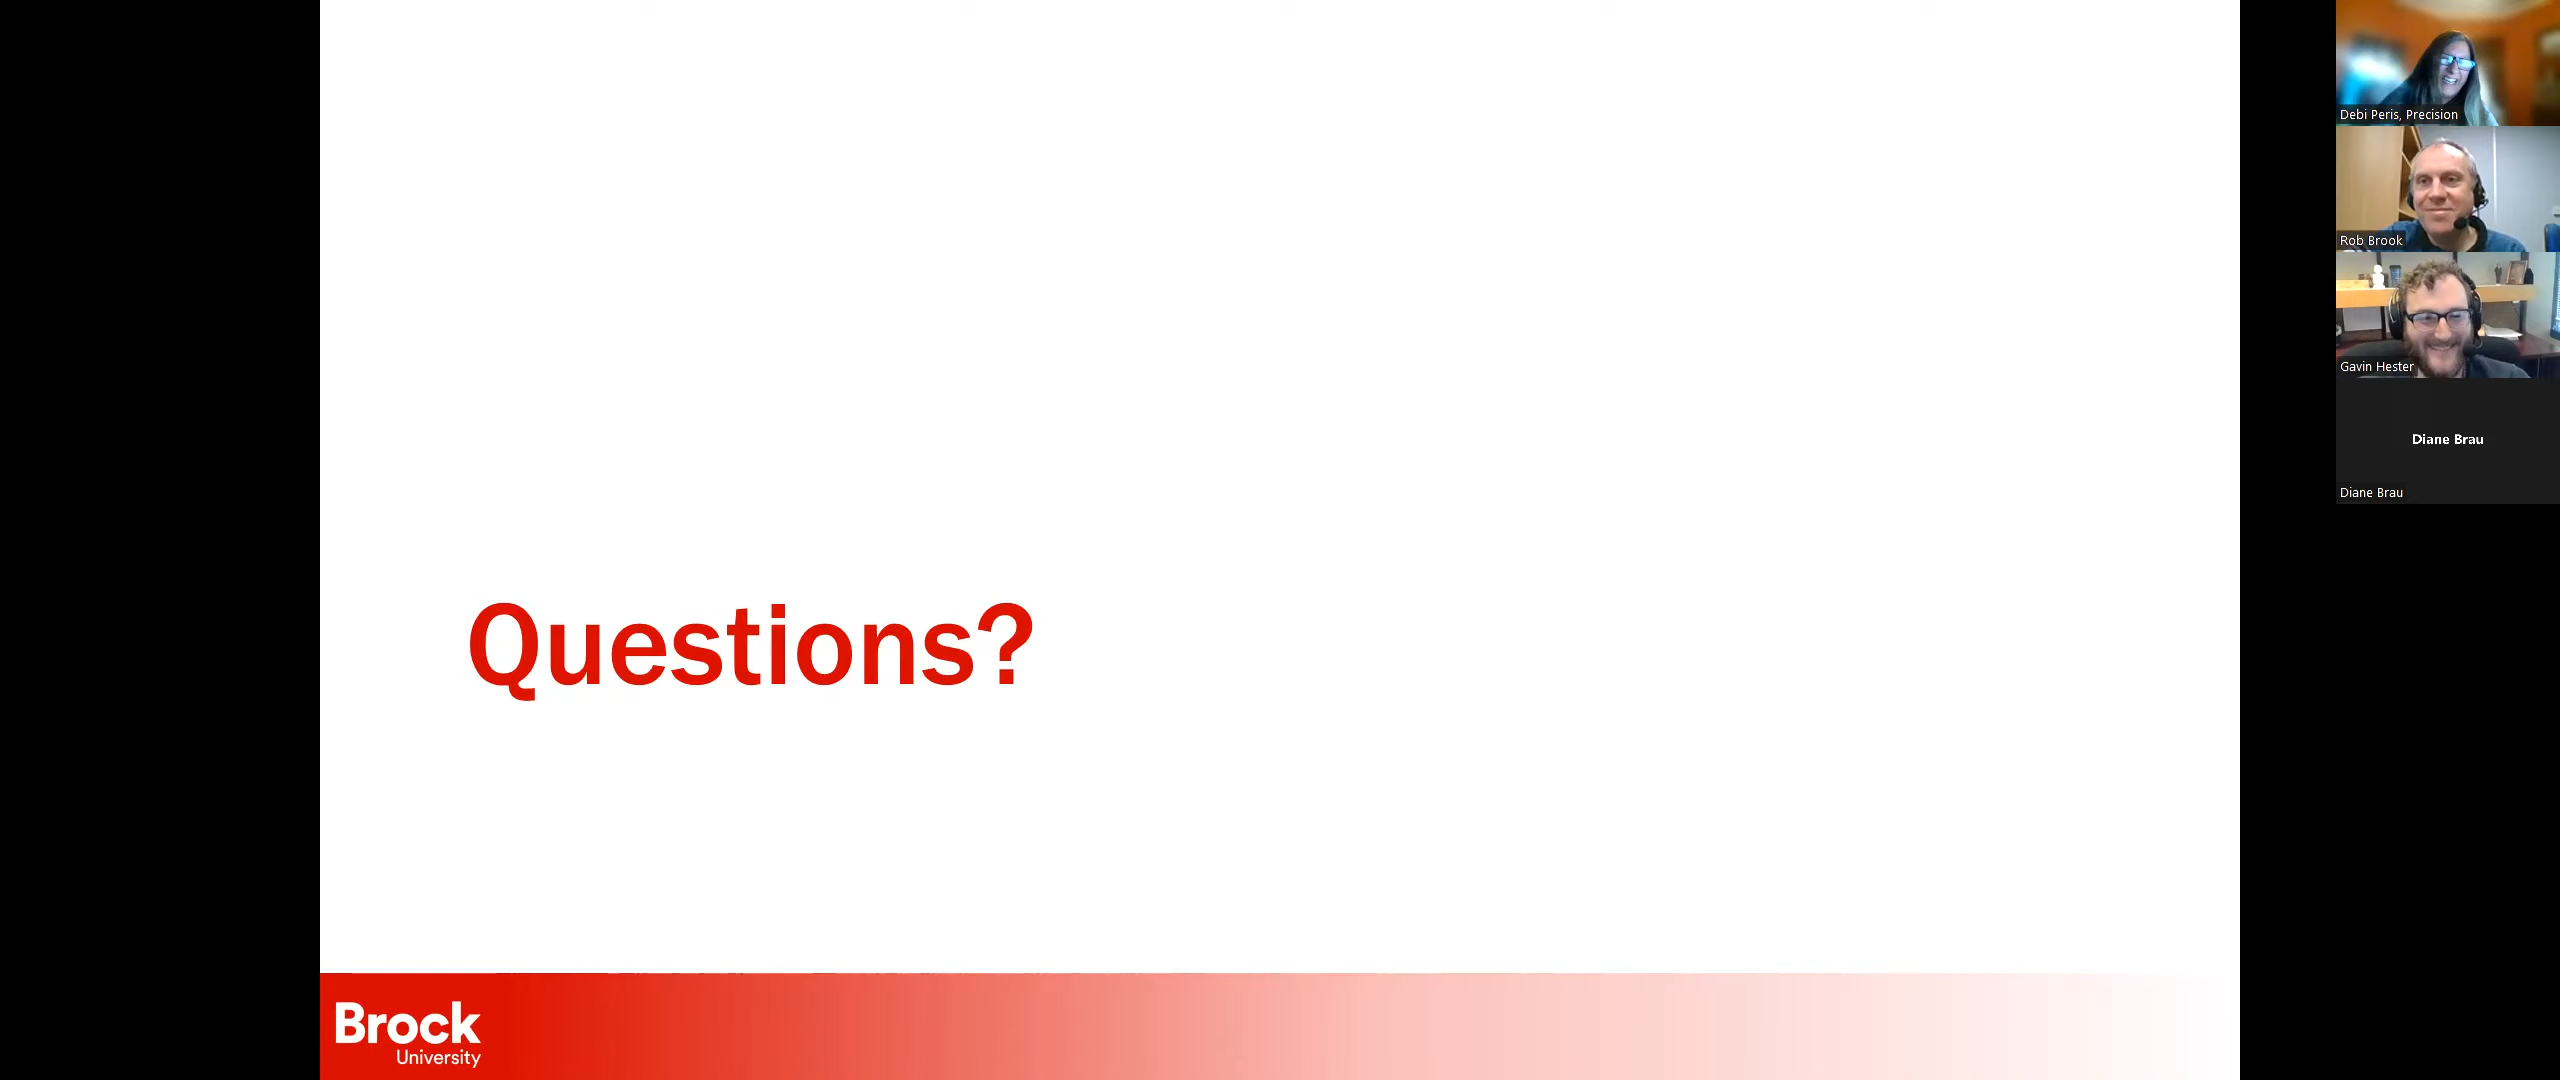 Questions?
Brock
University
Debi Peris, Precision
Rob Brook
Gavin Hester
Diane Brau
Diane Brau